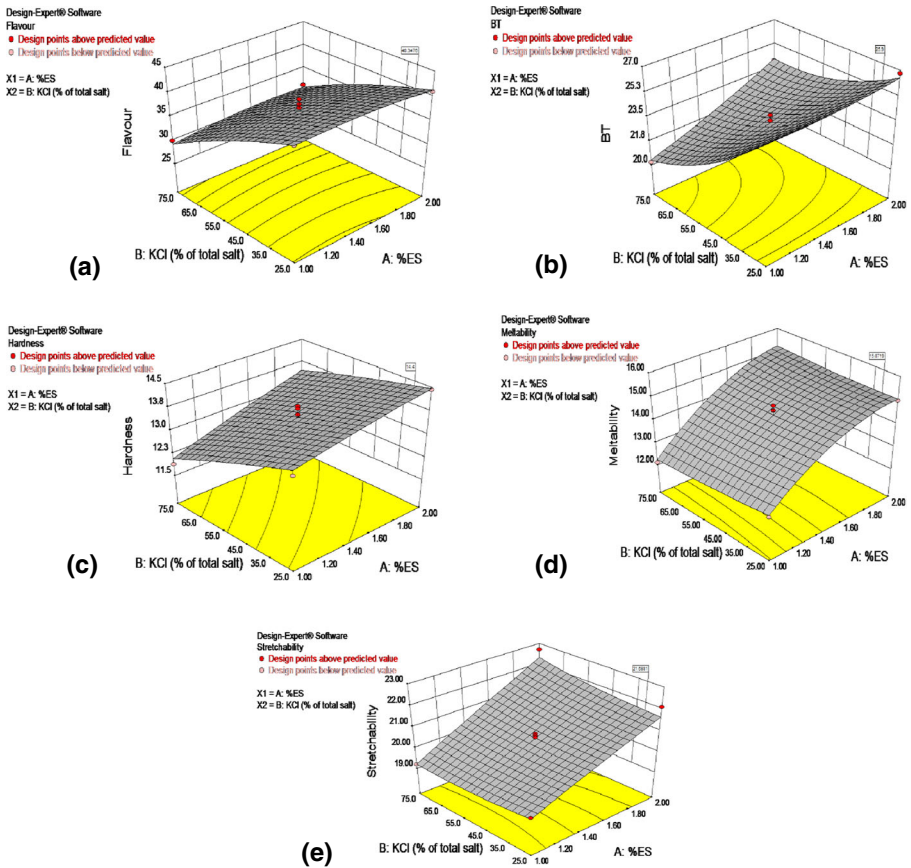 Design-Expert® Software
Flavour
Design points above predicted value
Design points below predicted value
X1 = A: %ES
X2 = B: KCl (% of total salt)
45
40
35
30
25
Flavour
75.0
65.0
55.0
45.0
35.0
25.0
1.00
1.20
1.40
1.60
1.80
2.00
B: KCl (% of total salt)
A: %ES
(a)
Design-Expert® Software
BT
Design points above predicted value
Design points below predicted value
X1 = A: %ES
X2 = B: KCl (% of total salt)
27.0
25.3
23.5
21.8
20.0
BT
75.0
65.0
55.0
45.0
35.0
25.0
1.00
1.20
1.40
1.60
1.80
2.00
B: KCl (% of total salt)
A: %ES
(b)
Design-Expert® Software
Hardness
Design points above predicted value
Design points below predicted value
X1 = A: %ES
X2 = B: KCl (% of total salt)
14.5
13.8
13.0
12.3
11.5
Hardness
14.4
75.0
65.0
55.0
45.0
35.0
25.0
1.00
1.20
1.40
1.60
1.80
2.00
B: KCl (% of total salt)
A: %ES
(c)
Design-Expert® Software
Meltability
Design points above predicted value
Design points below predicted value
X1 = A: %ES
X2 = B: KCl (% of total salt)
16.00
15.00
14.00
13.00
12.00
Meltability
75.00
65.00
55.00
45.00
35.00
25.00
1.00
1.20
1.40
1.60
1.80
2.00
B: KCl (% of total salt)
A: %ES
(d)
Design-Expert® Software
Stretchability
Design points above predicted value
Design points below predicted value
X1 = A: %ES
X2 = B: KCl (% of total salt)
23.00
22.00
21.00
20.00
19.00
Stretchability
75.0
65.0
55.0
45.0
35.0
25.0
1.00
1.20
1.40
1.60
1.80
2.00
B: KCl (% of total salt)
A: %ES
(e)